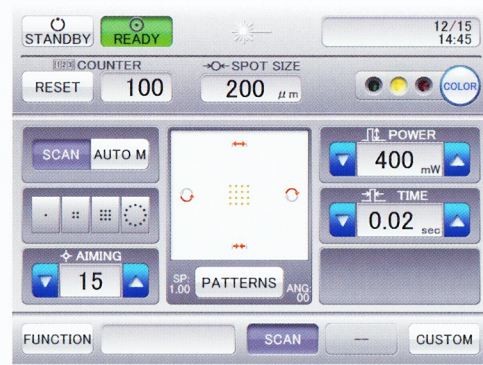 STANDBY READY 12/15
14:45
123 COUNTER SPOT SIZE
RESET 100 200 μm COLOR
SCAN AUTO M
POWER
400 mW
TIME
0.02 sec
AIMING
15
SP: 1.00 PATTERNS ANG: 00
FUNCTION SCAN -- CUSTOM